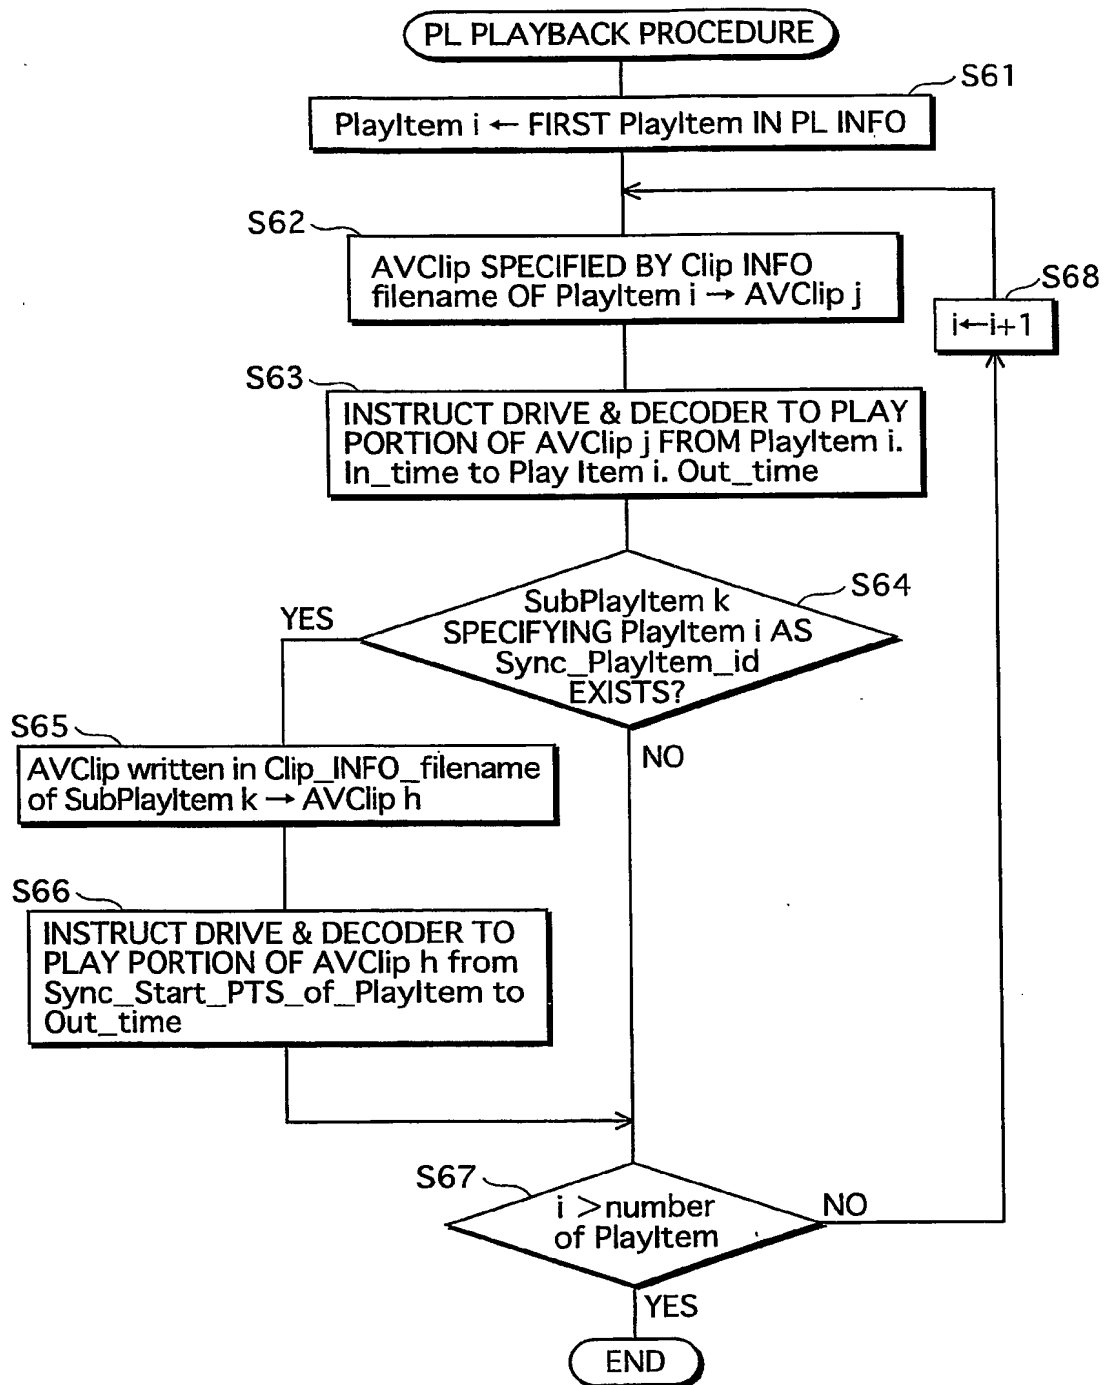 PL PLAYBACK PROCEDURE
S61
PlayItem i ← FIRST PlayItem IN PL INFO
S62
AVClip SPECIFIED BY Clip INFO
filename OF PlayItem i → AVClip j
S68
i←i+1
S63
INSTRUCT DRIVE & DECODER TO PLAY
PORTION OF AVClip j FROM PlayItem i.
In_time to Play Item i. Out_time
S64
SubPlayItem k
SPECIFYING PlayItem i AS
Sync_PlayItem_id
EXISTS?
YES
NO
S65
AVClip written in Clip_INFO_filename
of SubPlayItem k → AVClip h
S66
INSTRUCT DRIVE & DECODER TO
PLAY PORTION OF AVClip h from
Sync_Start_PTS_of_PlayItem to
Out_time
S67
i >number
of PlayItem
NO
YES
END